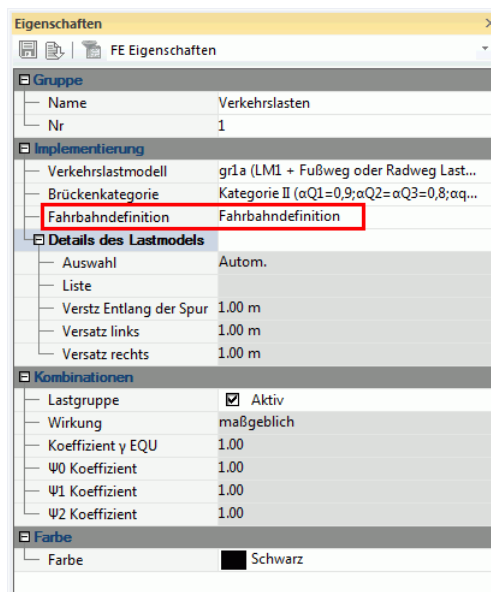 Eigenschaften
FE Eigenschaften
Gruppe
Name Verkehrslasten
Nr 1
Implementierung
Verkehrslastmodell gr1a (LM1 + Fußweg oder Radweg Last...
Brückenkategorie Kategorie II (αQ1=0,9;αQ2=αQ3=0,8;αq...
Fahrbahndefinition Fahrbahndefinition
Details des Lastmodels
Auswahl Autom.
Liste
Verstz Entlang der Spur 1.00 m
Versatz links 1.00 m
Versatz rechts 1.00 m
Kombinationen
Lastgruppe Aktiv
Wirkung maßgeblich
Koeffizient γ EQU 1.00
Ψ0 Koeffizient 1.00
Ψ1 Koeffizient 1.00
Ψ2 Koeffizient 1.00
Farbe
Farbe Schwarz